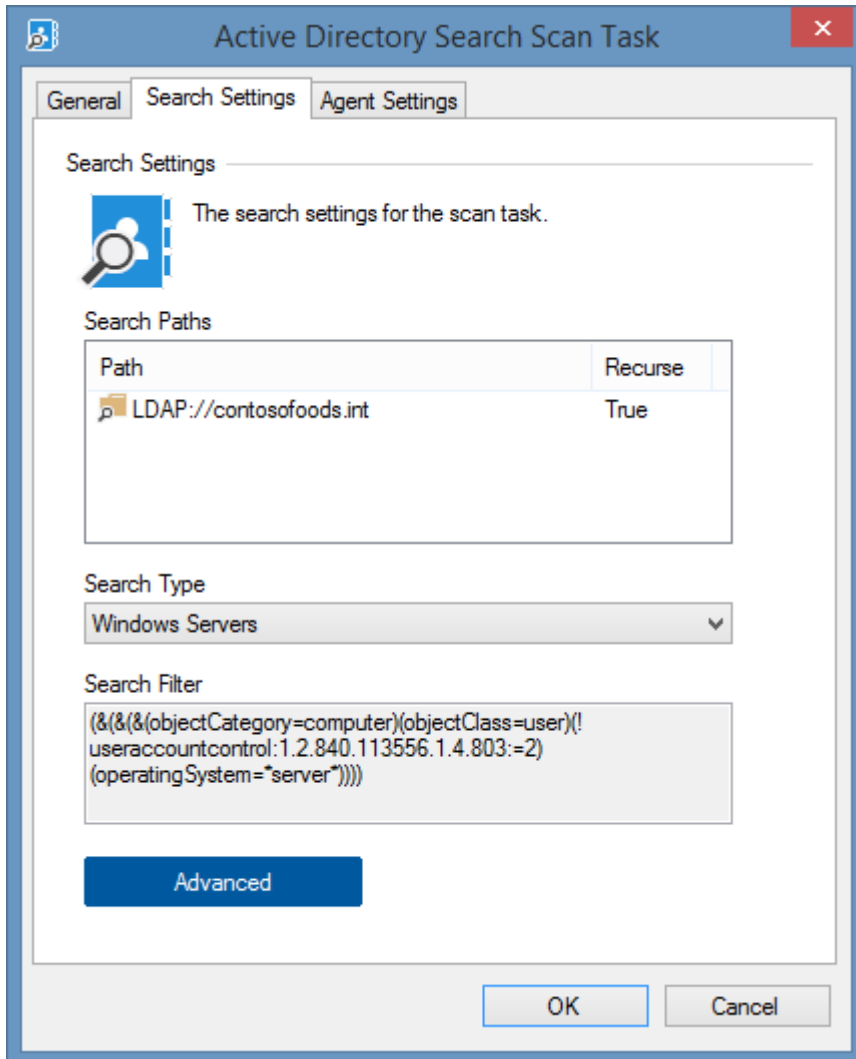 Active Directory Search Scan Task
General Search Settings Agent Settings
Search Settings
The search settings for the scan task.
Search Paths
Path Recurse
LDAP://contosofoods.int True
Search Type
Windows Servers
Search Filter
(&(&(&(objectCategory=computer)(objectClass=user)(!
useraccountcontrol:1.2.840.113556.1.4.803:=2)
(operatingSystem=*server*))))
Advanced
OK Cancel